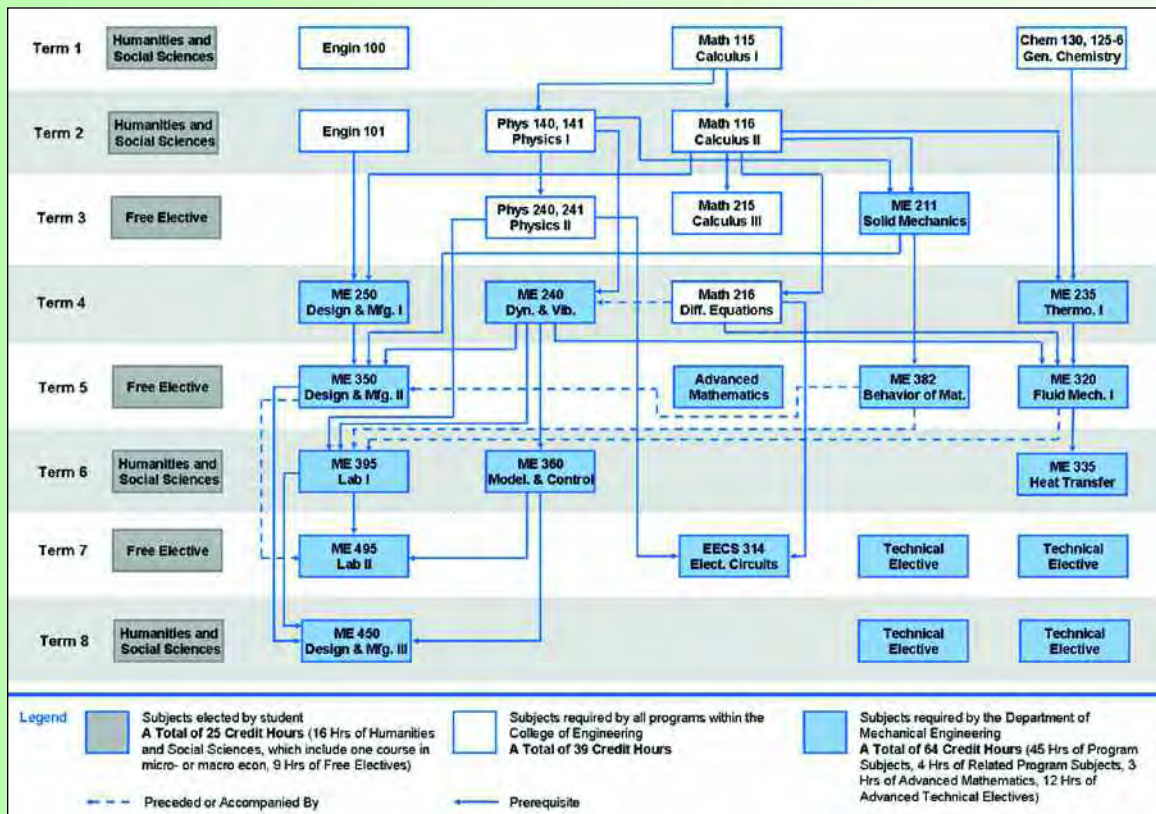 Term 1
Humanities and
Social Sciences
Engin 100
Math 115
Calculus I
Chem 130, 125-6
Gen. Chemistry
Term 2
Humanities and
Social Sciences
Engin 101
Phys 140, 141
Physics I
Math 116
Calculus II
Term 3
Free Elective
Phys 240, 241
Physics II
Math 215
Calculus III
ME 211
Solid Mechanics
Term 4
ME 250
Design & Mfg. I
ME 240
Dyn. & Vib.
Math 216
Diff. Equations
ME 235
Thermo. I
Term 5
Free Elective
ME 350
Design & Mfg. II
Advanced
Mathematics
ME 382
Behavior of Mat.
ME 320
Fluid Mech. I
Term 6
Humanities and
Social Sciences
ME 395
Lab I
ME 360
Model. & Control
ME 335
Heat Transfer
Term 7
Free Elective
ME 495
Lab II
EECS 314
Elect. Circuits
Technical
Elective
Technical
Elective
Term 8
Humanities and
Social Sciences
ME 450
Design & Mfg. III
Technical
Elective
Technical
Elective
Legend
Subjects elected by student
A Total of 25 Credit Hours (16 Hrs of Humanities
and Social Sciences, which include one course in
micro- or macro econ, 9 Hrs of Free Electives)
Subjects required by all programs within the
College of Engineering
A Total of 39 Credit Hours
Subjects required by the Department of
Mechanical Engineering
A Total of 64 Credit Hours (45 Hrs of Program
Subjects, 4 Hrs of Related Program Subjects, 3
Hrs of Advanced Mathematics, 12 Hrs of
Advanced Technical Electives)
Preceded or Accompanied By
Prerequisite